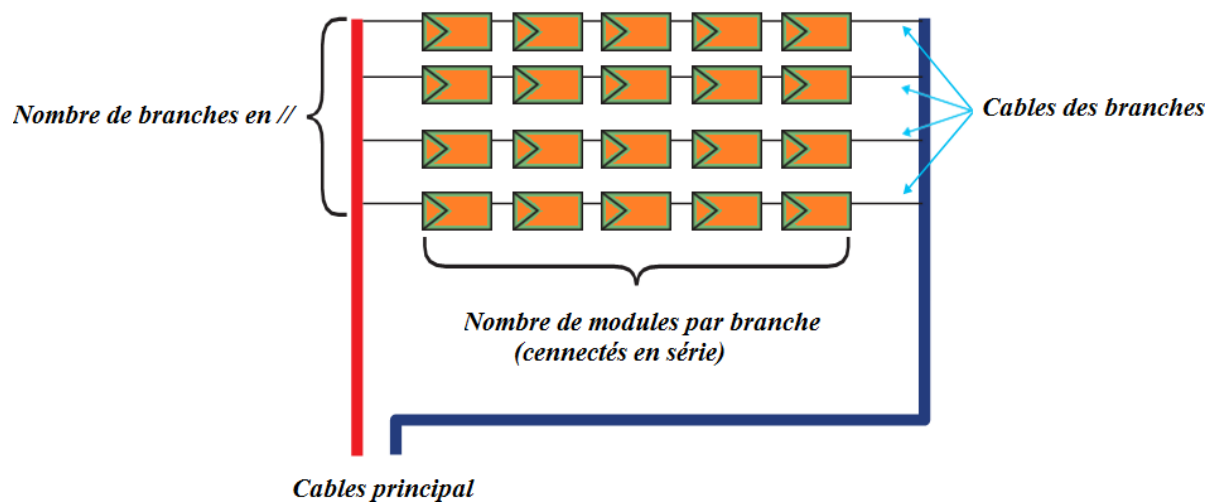 Nombre de branches en //
Cables des branches
Nombre de modules par branche
(cennectés en série)
Cables principal